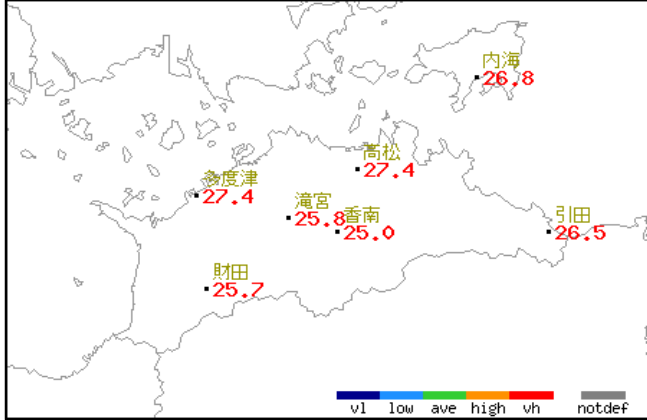 内海
26.8
高松
27.4
多度津
27.4
滝宮
25.8
香南
25.0
引田
26.5
財田
25.7
vl low ave high vh notdef